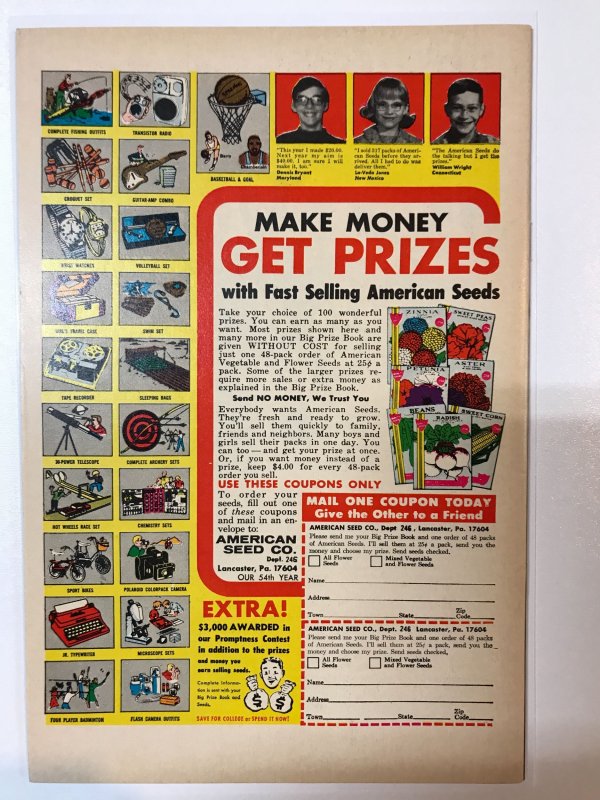 COMPLETE FISHING OUTFITS
TRANSISTOR RADIO
CROQUET SET
GUITAR-AMP COMBO
WRIST WATCHES
VOLLEYBALL SET
GIRL'S TRAVEL CASE
SWIM SET
TAPE RECORDER
SLEEPING BAGS
30-POWER TELESCOPE
COMPLETE ARCHERY SETS
HOT WHEELS RACE SET
CHEMISTRY SETS
SPORT BIKES
POLAROID COLORPACK CAMERA
JR. TYPEWRITER
MICROSCOPE SETS
FOUR PLAYER BADMINTON
FLASH CAMERA OUTFITS
BASKETBALL & GOAL
"This year I made $26.00.
Next year my aim is
$40.00. I am sure I will
make it, too."
Dennis Bryant
Maryland
"I sold 317 packs of Ameri-
can Seeds before they ar-
rived. All I had to do was
deliver them."
La-Veda Jones
New Mexico
"The American Seeds do
the talking but I get the
prizes."
William Wright
Connecticut
MAKE MONEY
GET PRIZES
with Fast Selling American Seeds
Take your choice of 100 wonderful
prizes. You can earn as many as you
want. Most prizes shown here and
many more in our Big Prize Book are
given WITHOUT COST for selling
just one 48-pack order of American
Vegetable and Flower Seeds at 25¢ a
pack. Some of the larger prizes re-
quire more sales or extra money as
explained in the Big Prize Book.
Send NO MONEY, We Trust You
Everybody wants American Seeds.
They're fresh and ready to grow.
You'll sell them quickly to family,
friends and neighbors. Many boys and
girls sell their packs in one day. You
can too—and get your prize at once.
Or, if you want money instead of a
prize, keep $4.00 for every 48-pack
order you sell.
ZINNIA
SWEET PEAS
PETUNIA
ASTER
BEANS
RADISH
SWEET CORN
USE THESE COUPONS ONLY
To order your
seeds, fill out one
of these coupons
and mail in an en-
velope to:
AMERICAN
SEED CO.
Dept. 246
Lancaster, Pa. 17604
OUR 54th YEAR
MAIL ONE COUPON TODAY
Give the Other to a Friend
AMERICAN SEED CO., Dept 246, Lancaster, Pa. 17604
Please send me your Big Prize Book and one order of 48 packs
of American Seeds. I'll sell them at 25¢ a pack, send you the
money and choose my prize. Send seeds checked.
All Flower
Seeds
Mixed Vegetable
and Flower Seeds
Name
Address
Town State Zip
Code
AMERICAN SEED CO., Dept. 246 Lancaster, Pa. 17604
Please send me your Big Prize Book and one order of 48 packs
of American Seeds. I'll sell them at 25¢ a pack, send you the
money and choose my prize. Send seeds checked.
All Flower
Seeds
Mixed Vegetable
and Flower Seeds
Name
Address
Town State Zip
Code
EXTRA!
$3,000 AWARDED in
our Promptness Contest
in addition to the prizes
and money you
earn selling seeds.
Complete informa-
tion is sent with your
Big Prize Book and
Seeds.
$ $
SAVE FOR COLLEGE or SPEND IT NOW!